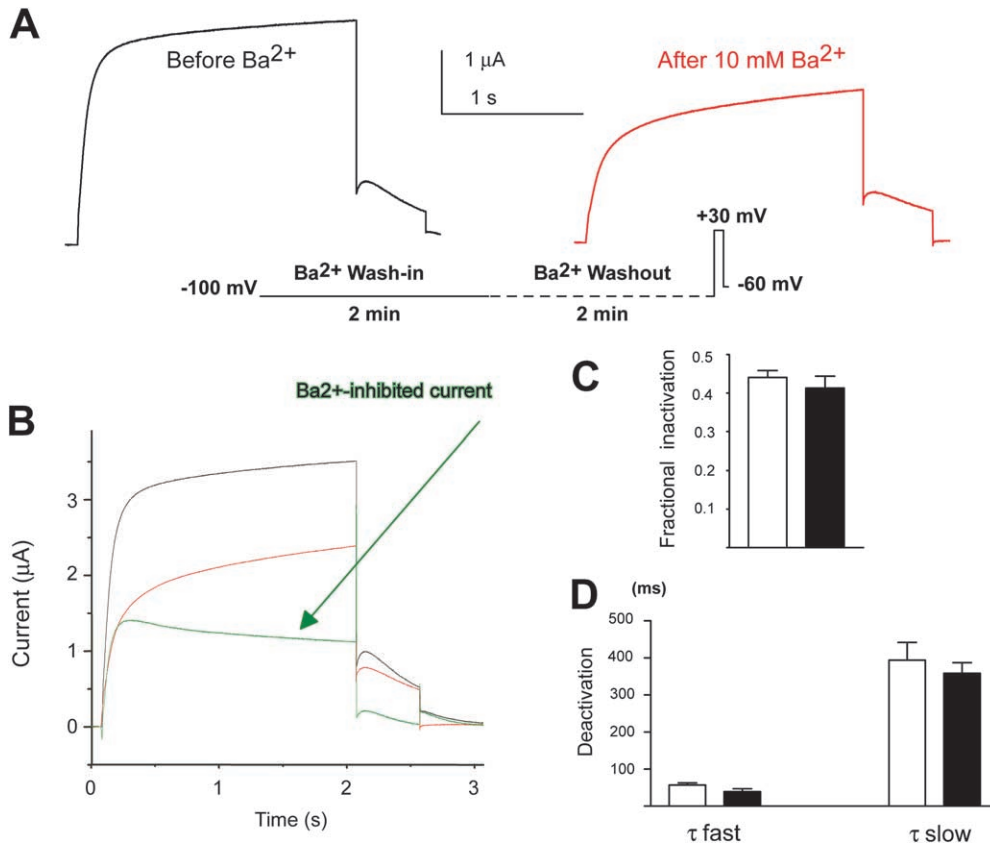 A
Before Ba2+
1 µA
1 s
After 10 mM Ba2+
+30 mV
Ba2+ Wash-in
Ba2+ Washout
-100 mV
-60 mV
2 min
2 min
B
Ba2+-inhibited current
Current (µA)
3
2
1
0
0
1
2
3
Time (s)
C
Fractional inactivation
0.5
0.4
0.3
0.2
0.1
D
(ms)
Deactivation
500
400
300
200
100
τ fast
τ slow